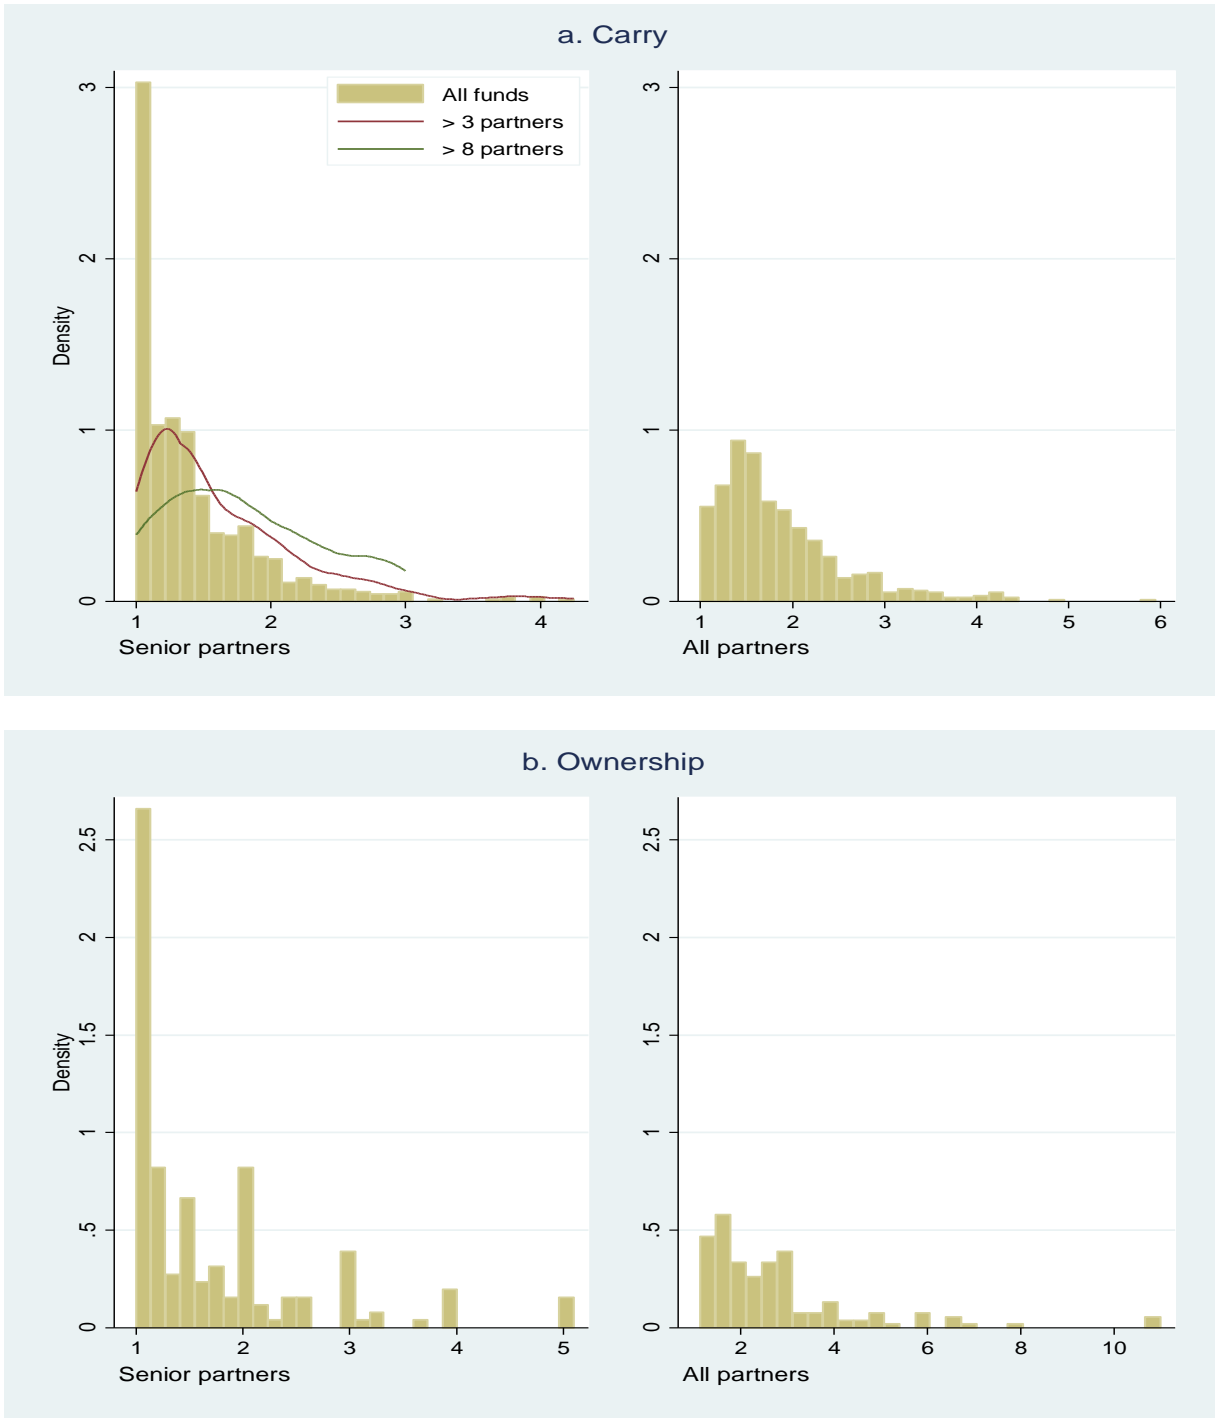 a. Carry
Density
0
1
2
3
All funds
> 3 partners
> 8 partners
1 2 3 4
Senior partners
0
1
2
3
1 2 3 4 5 6
All partners
b. Ownership
Density
0
.5
1
1.5
2
2.5
1 2 3 4 5
Senior partners
0
.5
1
1.5
2
2.5
2 4 6 8 10
All partners